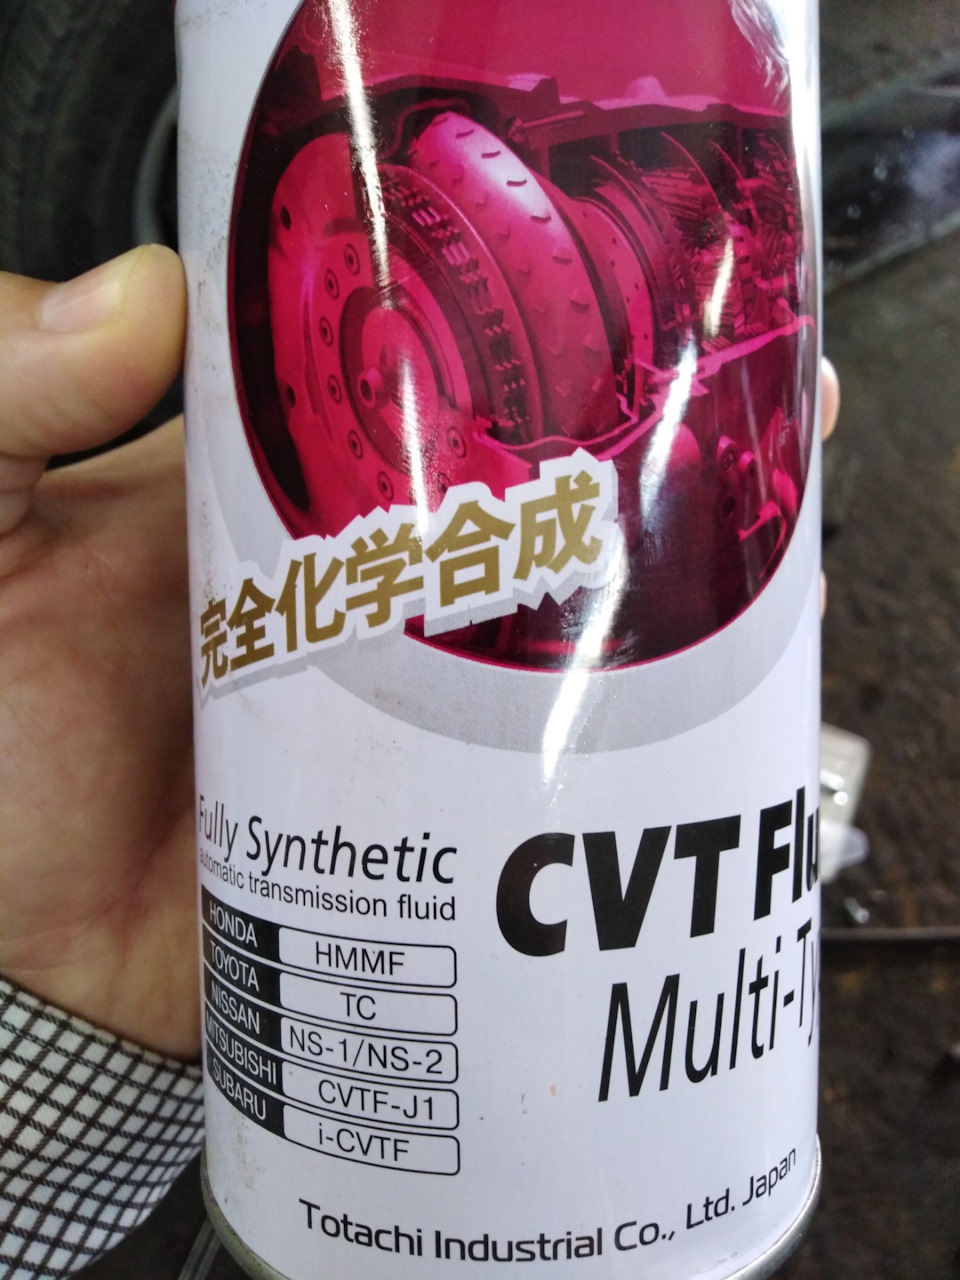 完全化学合成
Fully Synthetic
automatic transmission fluid
HONDA HMMF
TOYOTA TC
NISSAN NS-1/NS-2
MITSUBISHI CVTF-J1
SUBARU i-CVTF
CVT Flu
Multi-Ty
Totachi Industrial Co., Ltd. Japan